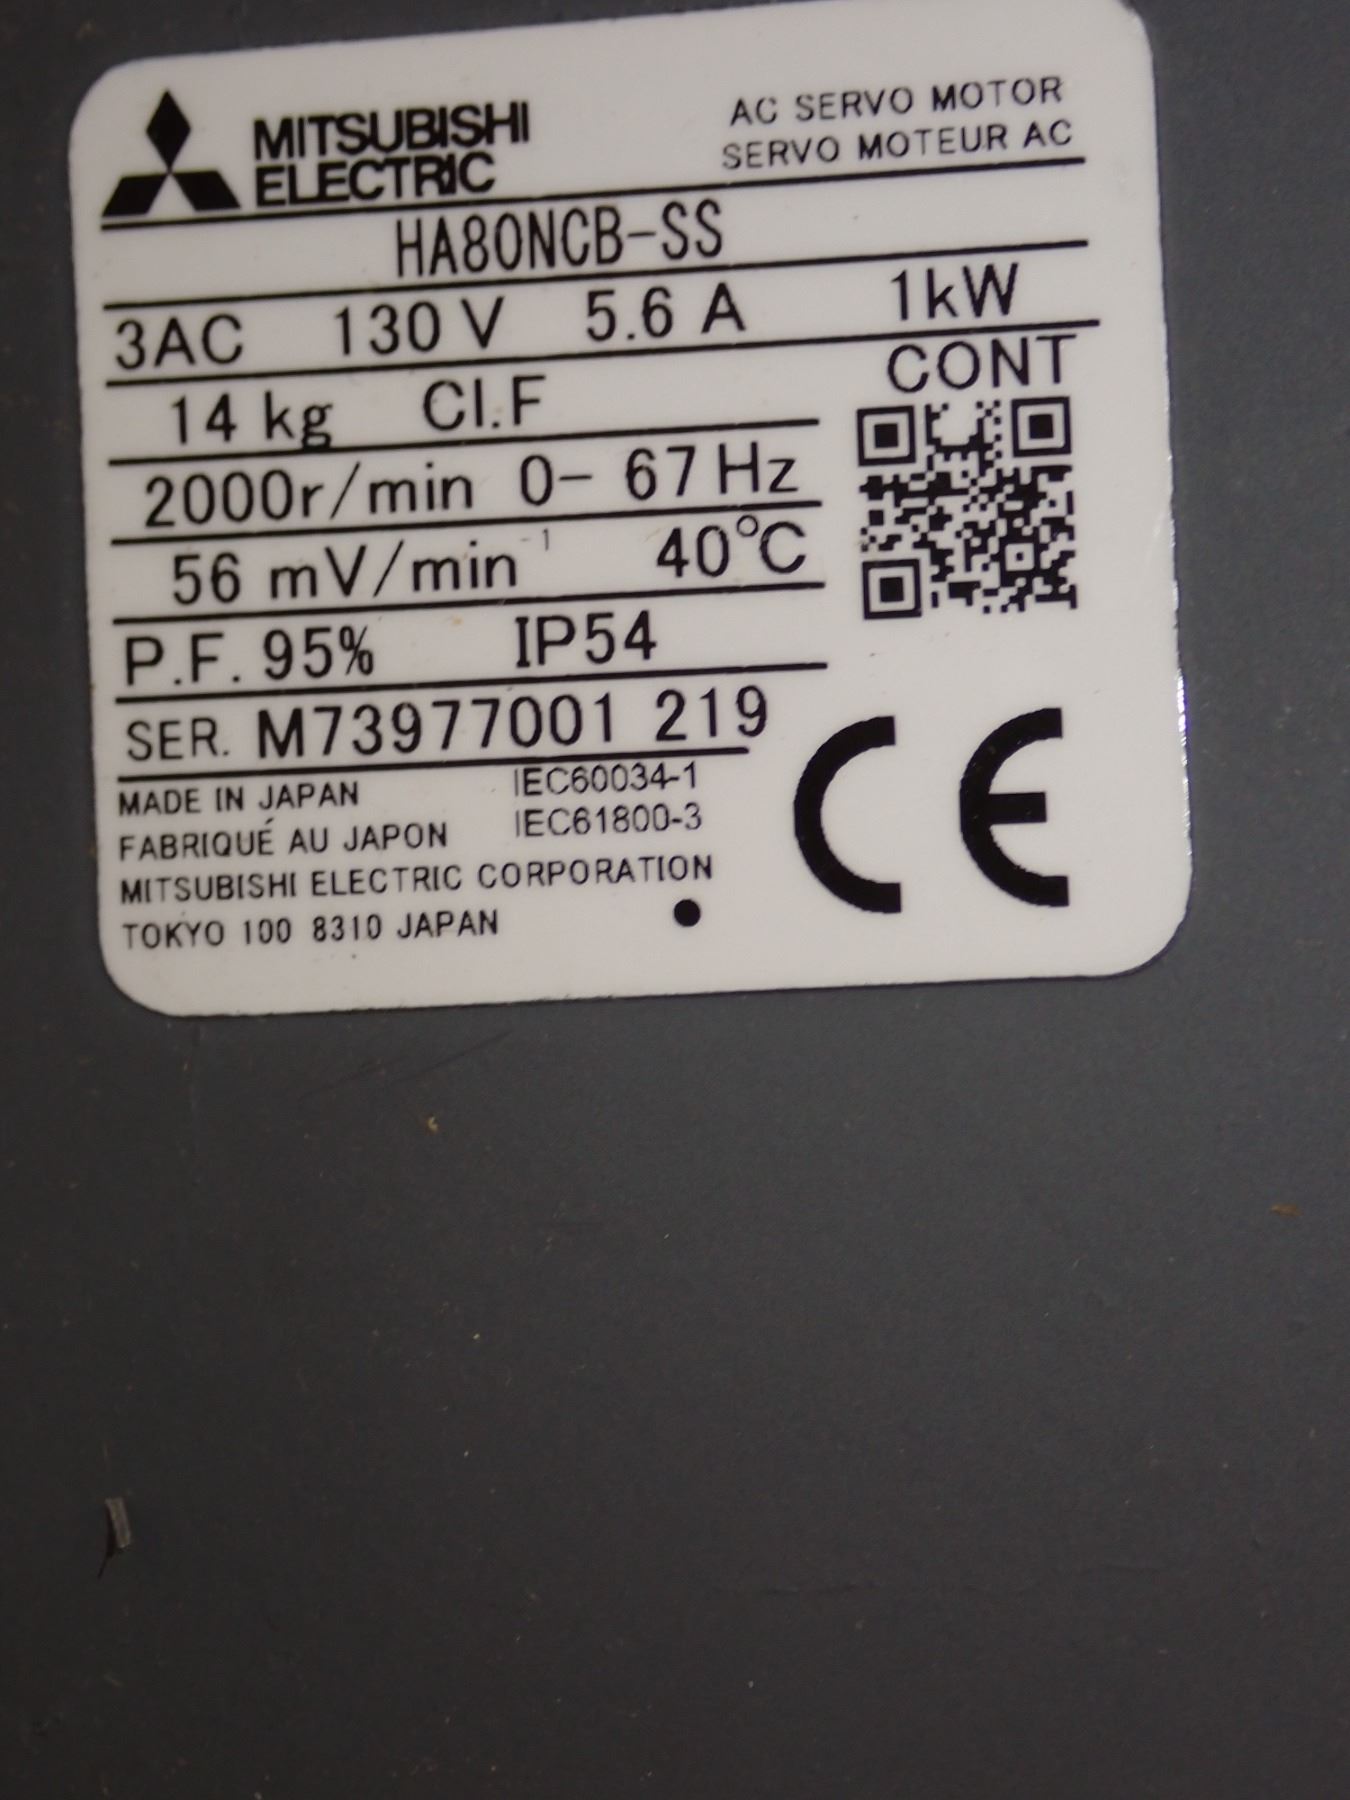 MITSUBISHI
ELECTRIC
AC SERVO MOTOR
SERVO MOTEUR AC
HA80NCB-SS
3AC 130 V 5.6 A 1kW
14 kg Cl.F CONT
2000r/min 0- 67 Hz
56 mV/min⁻¹ 40°C
P.F. 95% IP54
SER. M73977001 219
MADE IN JAPAN IEC60034-1
FABRIQUÉ AU JAPON IEC61800-3
MITSUBISHI ELECTRIC CORPORATION
TOKYO 100 8310 JAPAN
CE